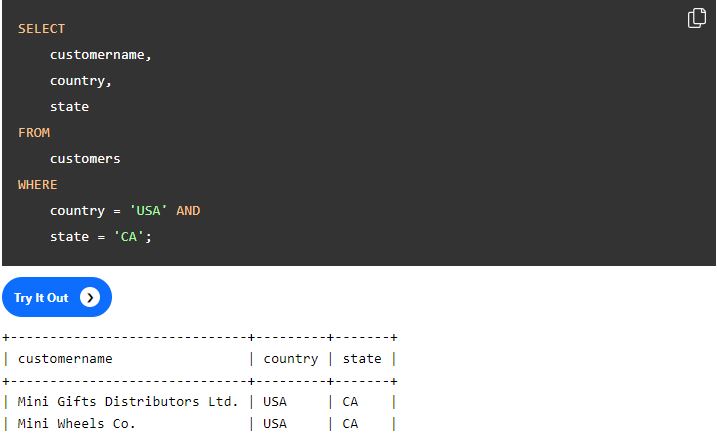 SELECT
    customername,
    country,
    state
FROM
    customers
WHERE
    country = 'USA' AND
    state = 'CA';
Try It Out
+------------------------------+---------+-------+
| customername                 | country | state |
+------------------------------+---------+-------+
| Mini Gifts Distributors Ltd. | USA     | CA    |
| Mini Wheels Co.              | USA     | CA    |